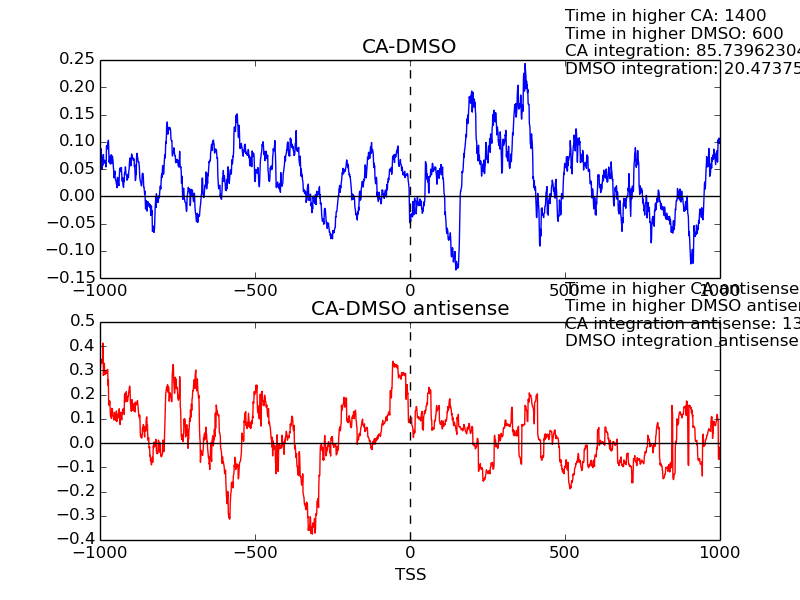 Time in higher CA: 1400
Time in higher DMSO: 600
CA integration: 85.73962304
DMSO integration: 20.47375
CA-DMSO
0.25
0.20
0.15
0.10
0.05
0.00
−0.05
−0.10
−0.15
−1000 −500 0 500 1000
Time in higher CA antisense
Time in higher DMSO antiser
CA integration antisense: 13
DMSO integration antisense
CA-DMSO antisense
0.5
0.4
0.3
0.2
0.1
0.0
−0.1
−0.2
−0.3
−0.4
−1000 −500 0 500 1000
TSS